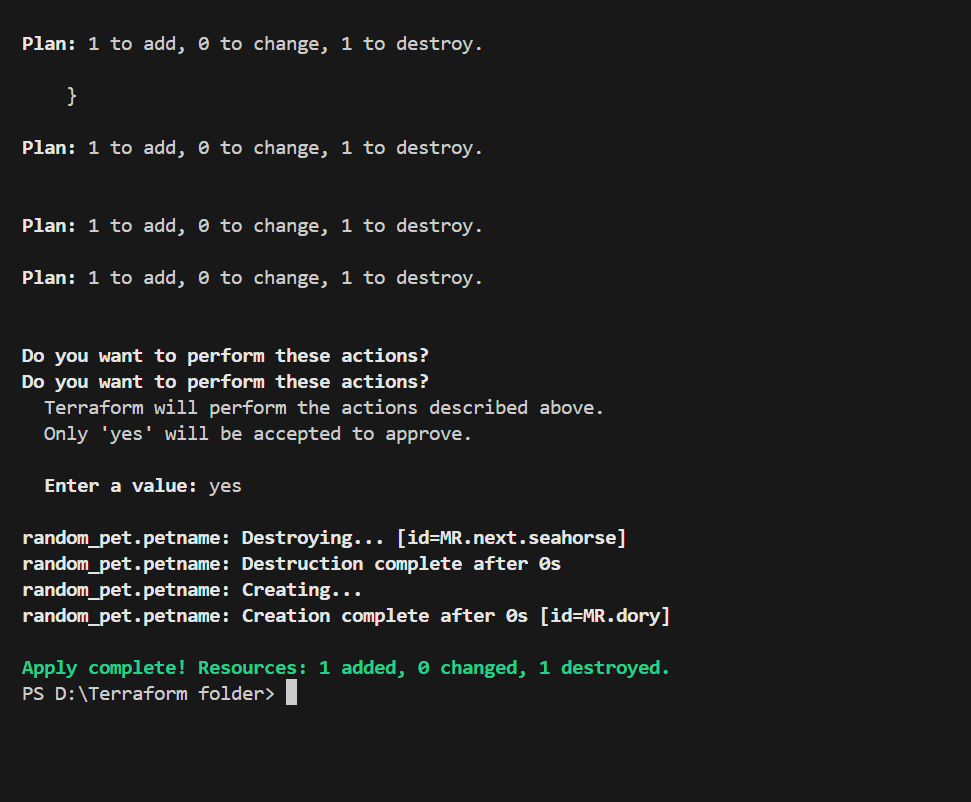 Plan: 1 to add, 0 to change, 1 to destroy.
}
Plan: 1 to add, 0 to change, 1 to destroy.
Plan: 1 to add, 0 to change, 1 to destroy.
Plan: 1 to add, 0 to change, 1 to destroy.
Do you want to perform these actions?
Do you want to perform these actions?
Terraform will perform the actions described above.
Only 'yes' will be accepted to approve.
Enter a value: yes
random_pet.petname: Destroying... [id=MR.next.seahorse]
random_pet.petname: Destruction complete after 0s
random_pet.petname: Creating...
random_pet.petname: Creation complete after 0s [id=MR.dory]
Apply complete! Resources: 1 added, 0 changed, 1 destroyed.
PS D:\Terraform folder>